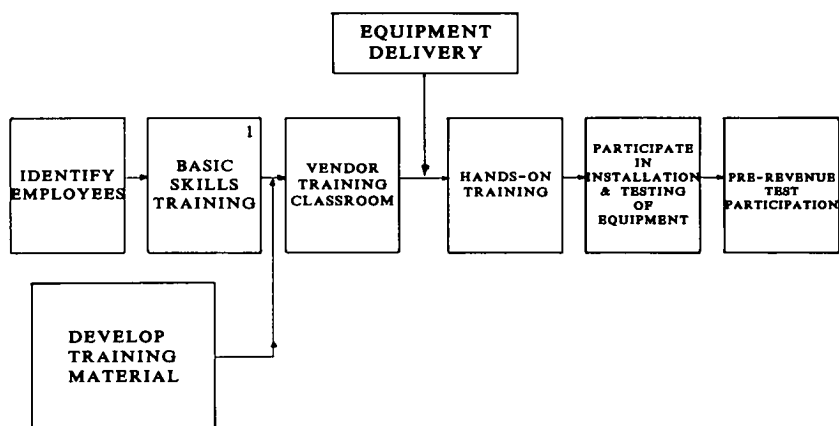 EQUIPMENT
DELIVERY
IDENTIFY
EMPLOYEES
1
BASIC
SKILLS
TRAINING
VENDOR
TRAINING
CLASSROOM
HANDS-ON
TRAINING
PARTICIPATE
IN
INSTALLATION
& TESTING
OF
EQUIPMENT
PRE-REVENUE
TEST
PARTICIPATION
DEVELOP
TRAINING
MATERIAL